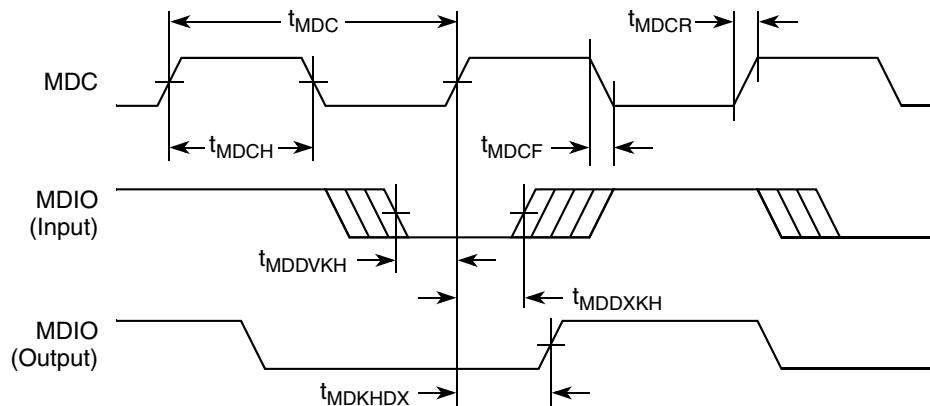 tMDC
tMDCR
MDC
tMDCH
tMDCF
MDIO
(Input)
tMDDVKH
tMDDXKH
MDIO
(Output)
tMDKHDX